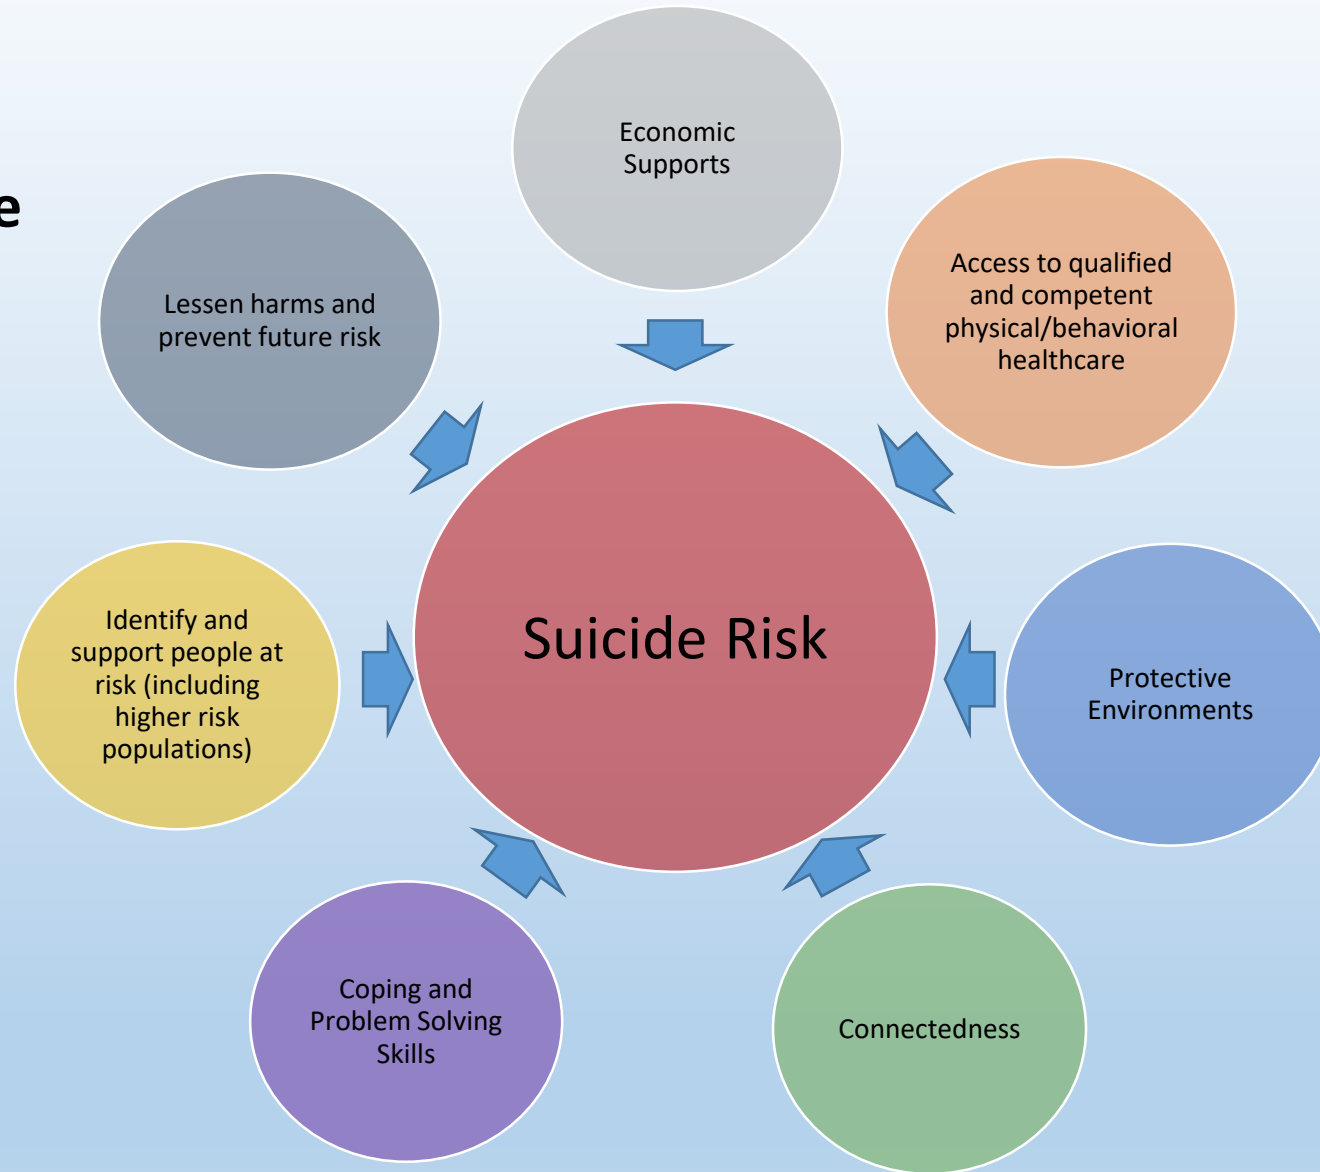 Economic
Supports
e
Lessen harms and
prevent future risk
Access to qualified
and competent
physical/behavioral
healthcare
Identify and
support people at
risk (including
higher risk
populations)
Suicide Risk
Protective
Environments
Coping and
Problem Solving
Skills
Connectedness